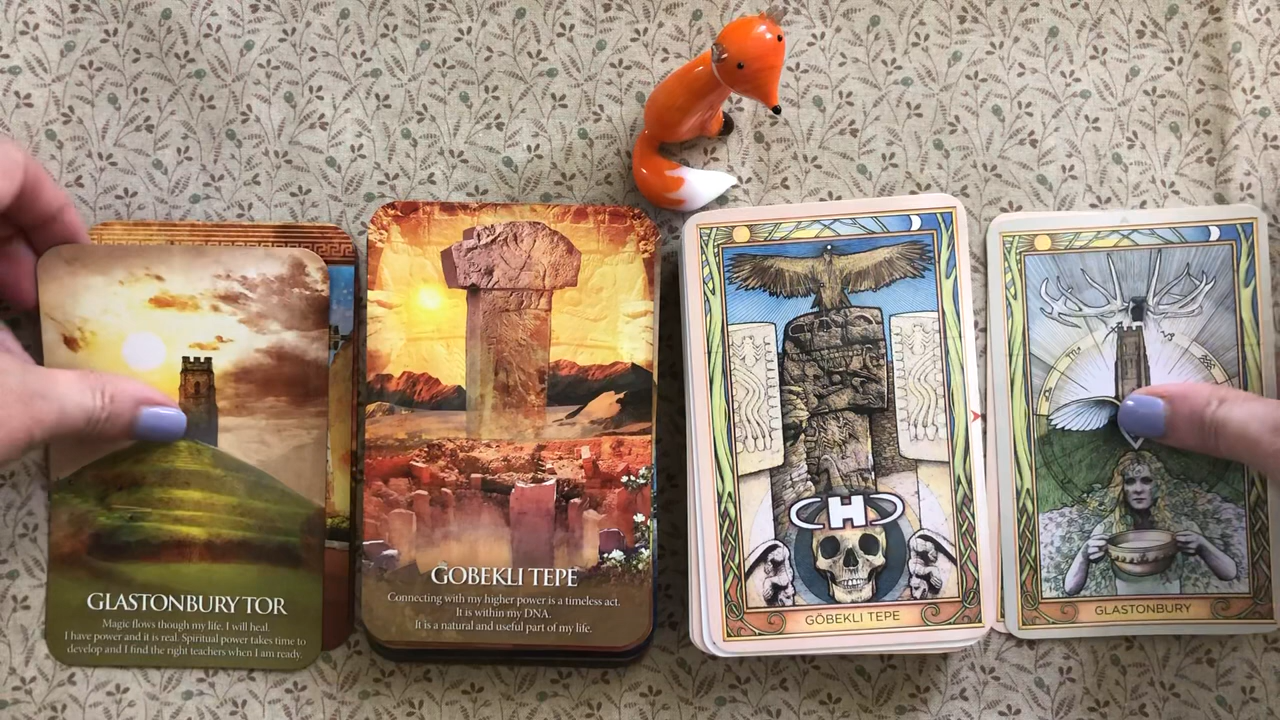 GLASTONBURY TOR
Magic flows though my life. I will heal.
I have power and it is real. Spiritual power takes time to
develop and I find the right teachers when I am ready.
GOBEKLI TEPE
Connecting with my higher power is a timeless act.
It is within my DNA.
It is a natural and useful part of my life.
H
GÖBEKLI TEPE
GLASTONBURY